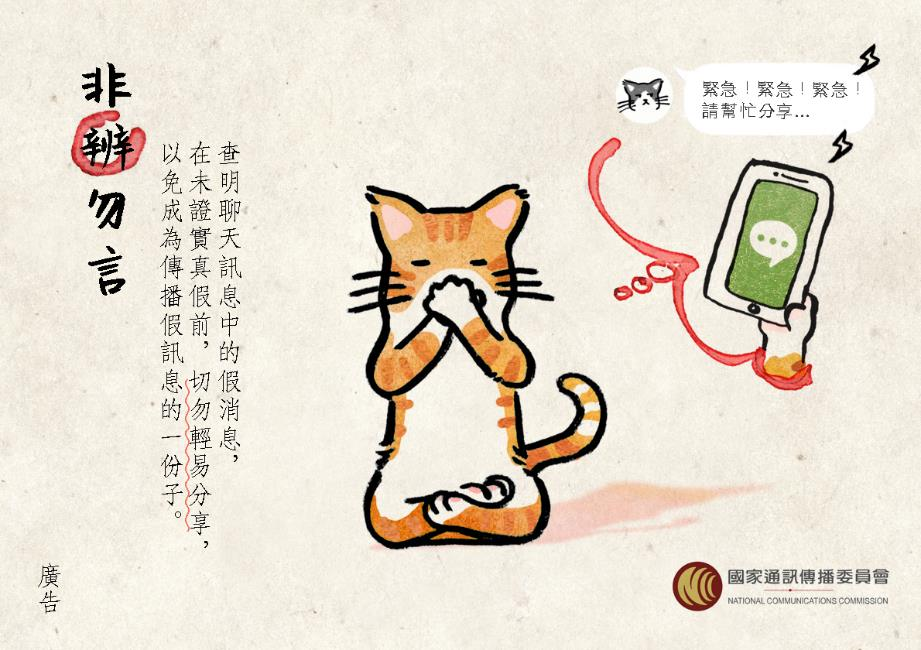 非辨勿言
查明聊天訊息中的假消息，
在未證實真假前，切勿輕易分享，
以免成為傳播假訊息的一份子。
緊急！緊急！緊急！
請幫忙分享...
廣告
國家通訊傳播委員會
NATIONAL COMMUNICATIONS COMMISSION